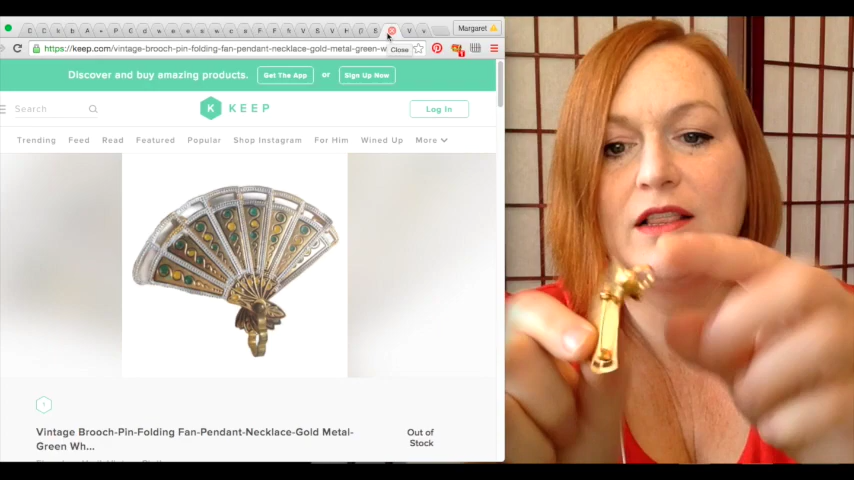 Margaret
https://keep.com/vintage-brooch-pin-folding-fan-pendant-necklace-gold-metal-green-w
Close
Discover and buy amazing products. Get The App or Sign Up Now
Search
KEEP
Log In
Trending Feed Read Featured Popular Shop Instagram For Him Wined Up More
Vintage Brooch-Pin-Folding Fan-Pendant-Necklace-Gold Metal-
Green Wh...
Out of
Stock